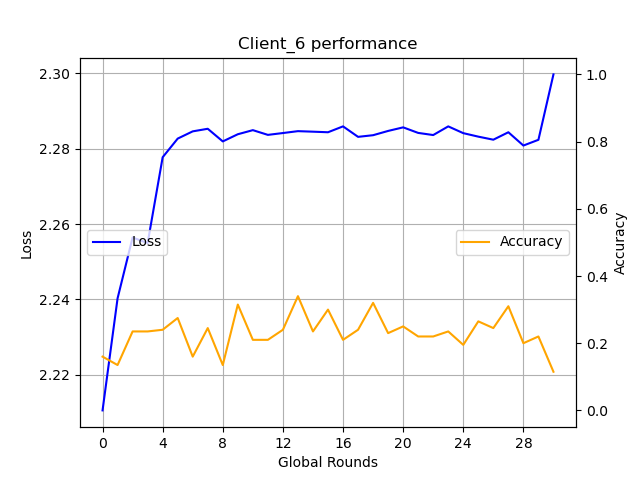 Client_6 performance
2.30
2.28
2.26
2.24
2.22
Loss
Loss
Accuracy
1.0
0.8
0.6
0.4
0.2
0.0
Accuracy
0 4 8 12 16 20 24 28
Global Rounds